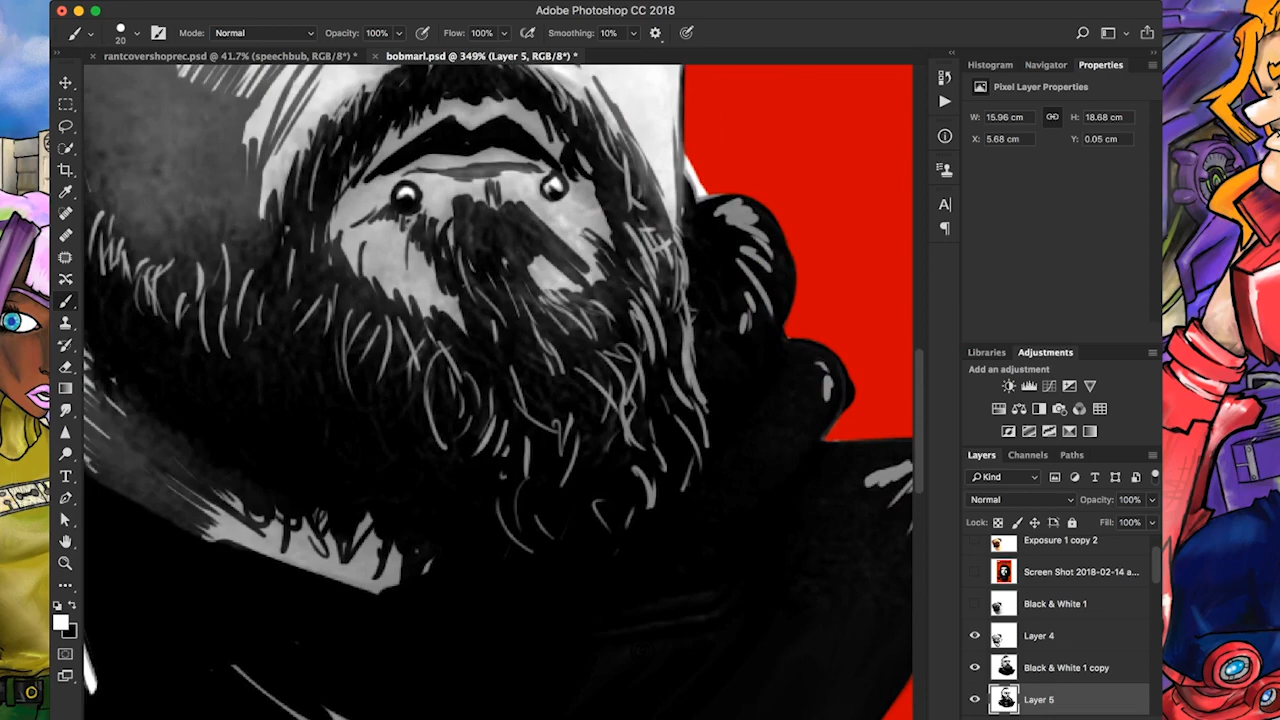 Adobe Photoshop CC 2018
20 Mode: Normal Opacity: 100% Flow: 100% Smoothing: 10%
× rantcovershoprec.psd @ 41.7% (speechbub, RGB/8*) * × bobmarl.psd @ 349% (Layer 5, RGB/8*) *
Histogram Navigator Properties
Pixel Layer Properties
W: 15.96 cm H: 18.68 cm
X: 5.68 cm Y: 0.05 cm
Libraries Adjustments
Add an adjustment
Layers Channels Paths
Kind
Normal Opacity: 100%
Lock: Fill: 100%
Exposure 1 copy 2
Screen Shot 2018-02-14 a...
Black & White 1
Layer 4
Black & White 1 copy
Layer 5